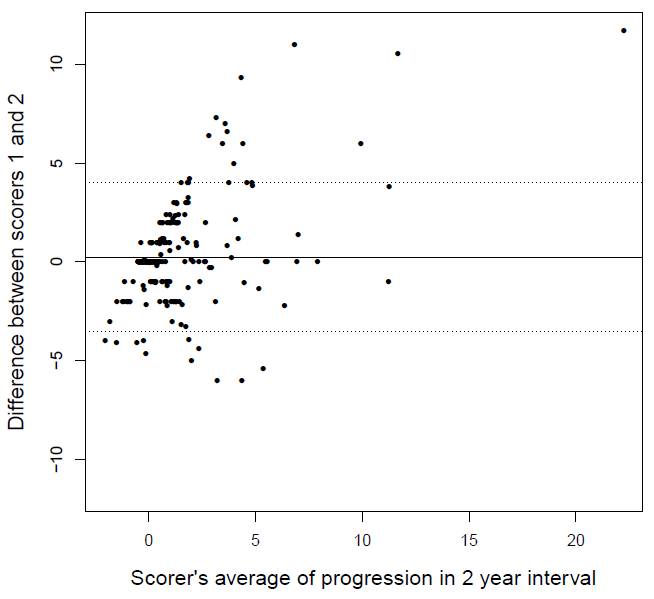 Difference between scorers 1 and 2
10
5
0
−5
−10
0 5 10 15 20
Scorer's average of progression in 2 year interval